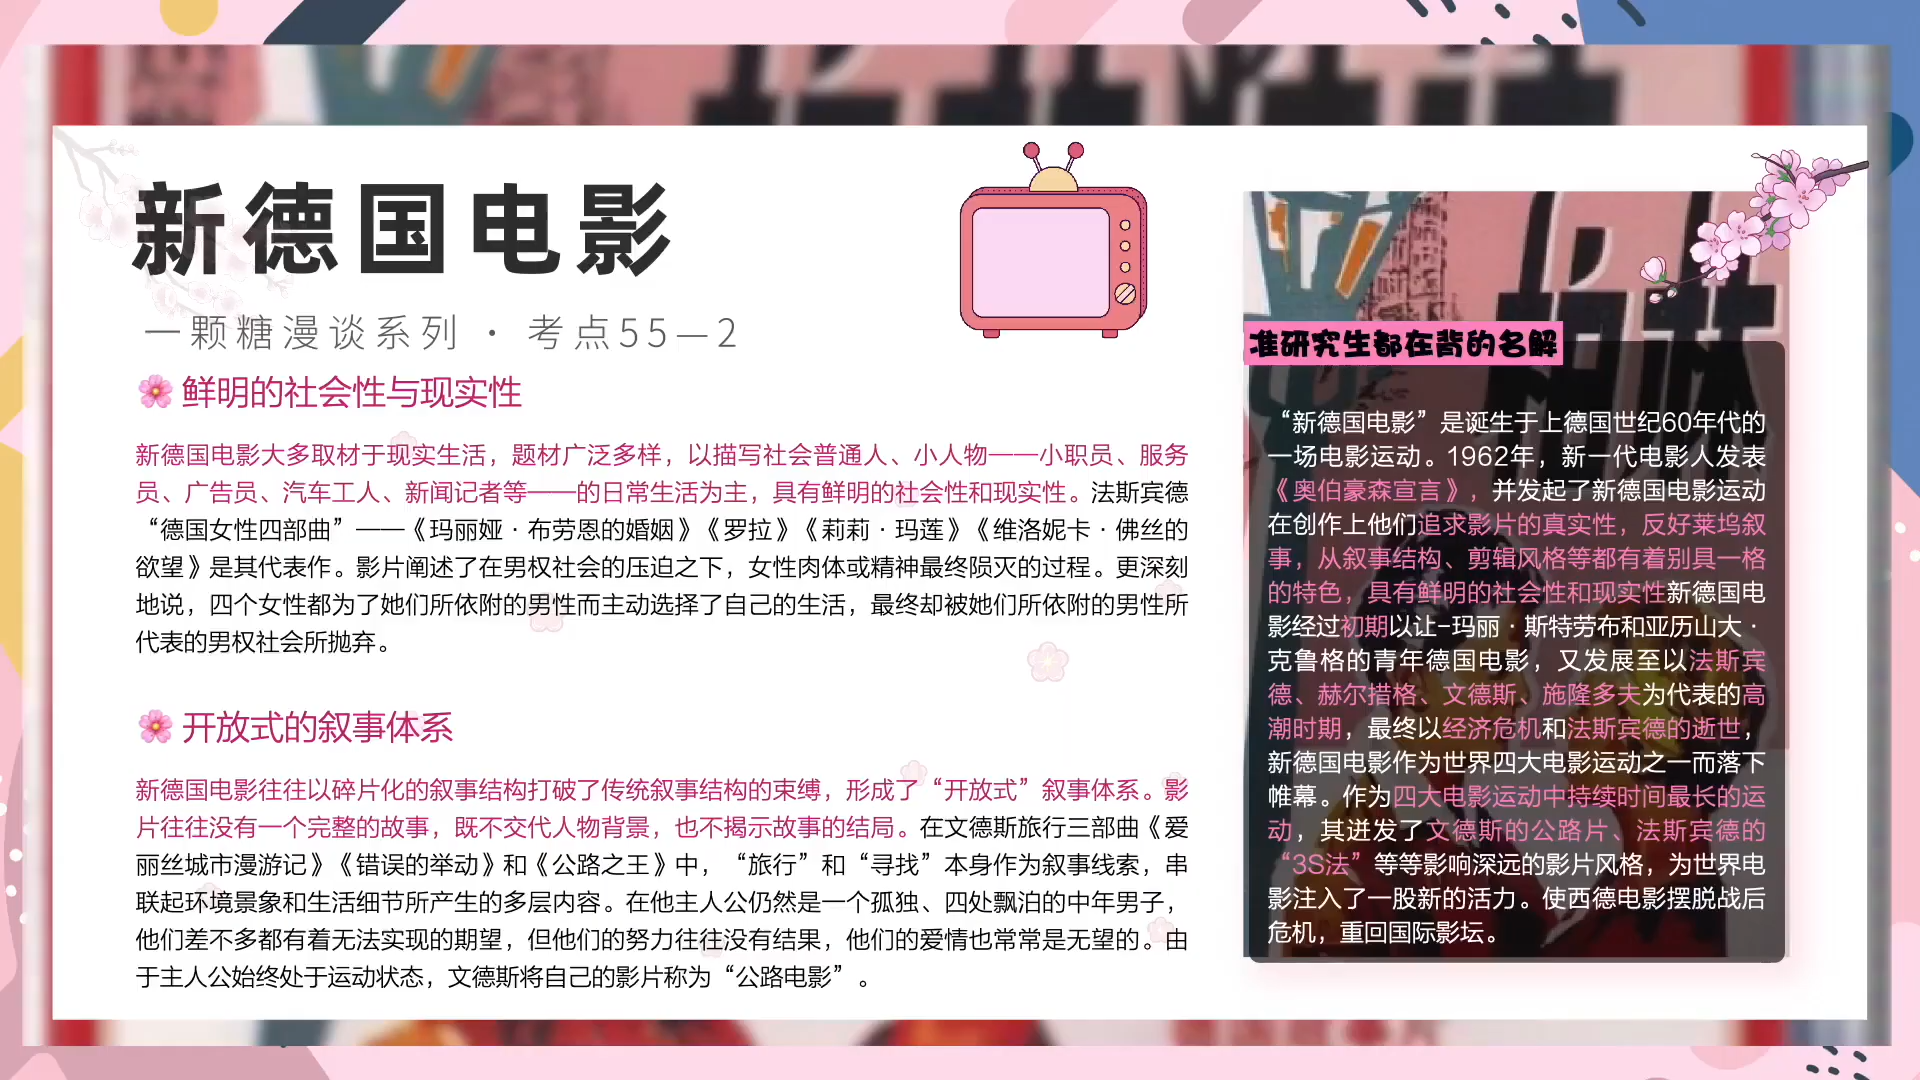 新德国电影
一颗糖漫谈系列 · 考点55—2
鲜明的社会性与现实性
新德国电影大多取材于现实生活，题材广泛多样，以描写社会普通人、小人物——小职员、服务
员、广告员、汽车工人、新闻记者等——的日常生活为主，具有鲜明的社会性和现实性。法斯宾德
“德国女性四部曲”——《玛丽娅·布劳恩的婚姻》《罗拉》《莉莉·玛莲》《维洛妮卡·佛丝的
欲望》是其代表作。影片阐述了在男权社会的压迫之下，女性肉体或精神最终陨灭的过程。更深刻
地说，四个女性都为了她们所依附的男性而主动选择了自己的生活，最终却被她们所依附的男性所
代表的男权社会所抛弃。
开放式的叙事体系
新德国电影往往以碎片化的叙事结构打破了传统叙事结构的束缚，形成了“开放式”叙事体系。影
片往往没有一个完整的故事，既不交代人物背景，也不揭示故事的结局。在文德斯旅行三部曲《爱
丽丝城市漫游记》《错误的举动》和《公路之王》中，“旅行”和“寻找”本身作为叙事线索，串
联起环境景象和生活细节所产生的多层内容。在他主人公仍然是一个孤独、四处飘泊的中年男子，
他们差不多都有着无法实现的期望，但他们的努力往往没有结果，他们的爱情也常常是无望的。由
于主人公始终处于运动状态，文德斯将自己的影片称为“公路电影”。
柏林
准研究生都在背的名解
“新德国电影”是诞生于上德国世纪60年代的
一场电影运动。1962年，新一代电影人发表
《奥伯豪森宣言》，并发起了新德国电影运动
在创作上他们追求影片的真实性，反好莱坞叙
事，从叙事结构、剪辑风格等都有着别具一格
的特色，具有鲜明的社会性和现实性新德国电
影经过初期以让-玛丽·斯特劳布和亚历山大·
克鲁格的青年德国电影，又发展至以法斯宾
德、赫尔措格、文德斯、施隆多夫为代表的高
潮时期，最终以经济危机和法斯宾德的逝世，
新德国电影作为世界四大电影运动之一而落下
帷幕。作为四大电影运动中持续时间最长的运
动，其迸发了文德斯的公路片、法斯宾德的
“3S法”等等影响深远的影片风格，为世界电
影注入了一股新的活力。使西德电影摆脱战后
危机，重回国际影坛。